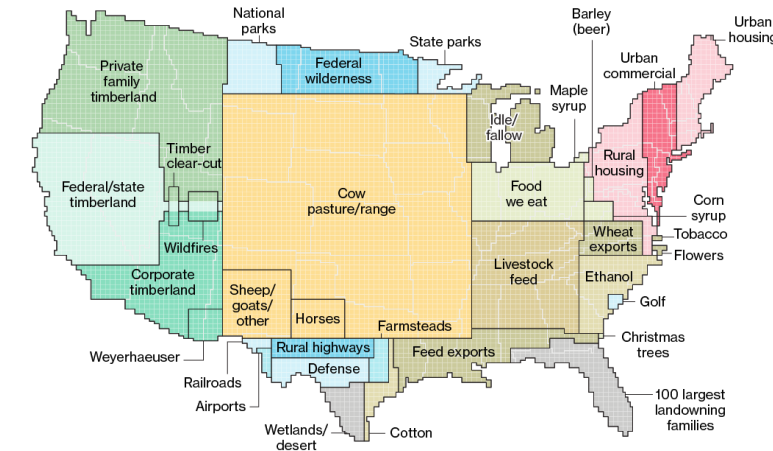 National
parks
State parks
Barley
(beer)
Urban
housing
Private
family
timberland
Federal
wilderness
Urban
commercial
Maple
syrup
Idle/
fallow
Timber
clear-cut
Rural
housing
Federal/state
timberland
Cow
pasture/range
Food
we eat
Corn
syrup
Wildfires
Wheat
exports
Tobacco
Flowers
Corporate
timberland
Livestock
feed
Ethanol
Sheep/
goats/
other
Horses
Golf
Farmsteads
Weyerhaeuser
Rural highways
Feed exports
Christmas
trees
Defense
Railroads
Airports
100 largest
landowning
families
Wetlands/
desert
Cotton